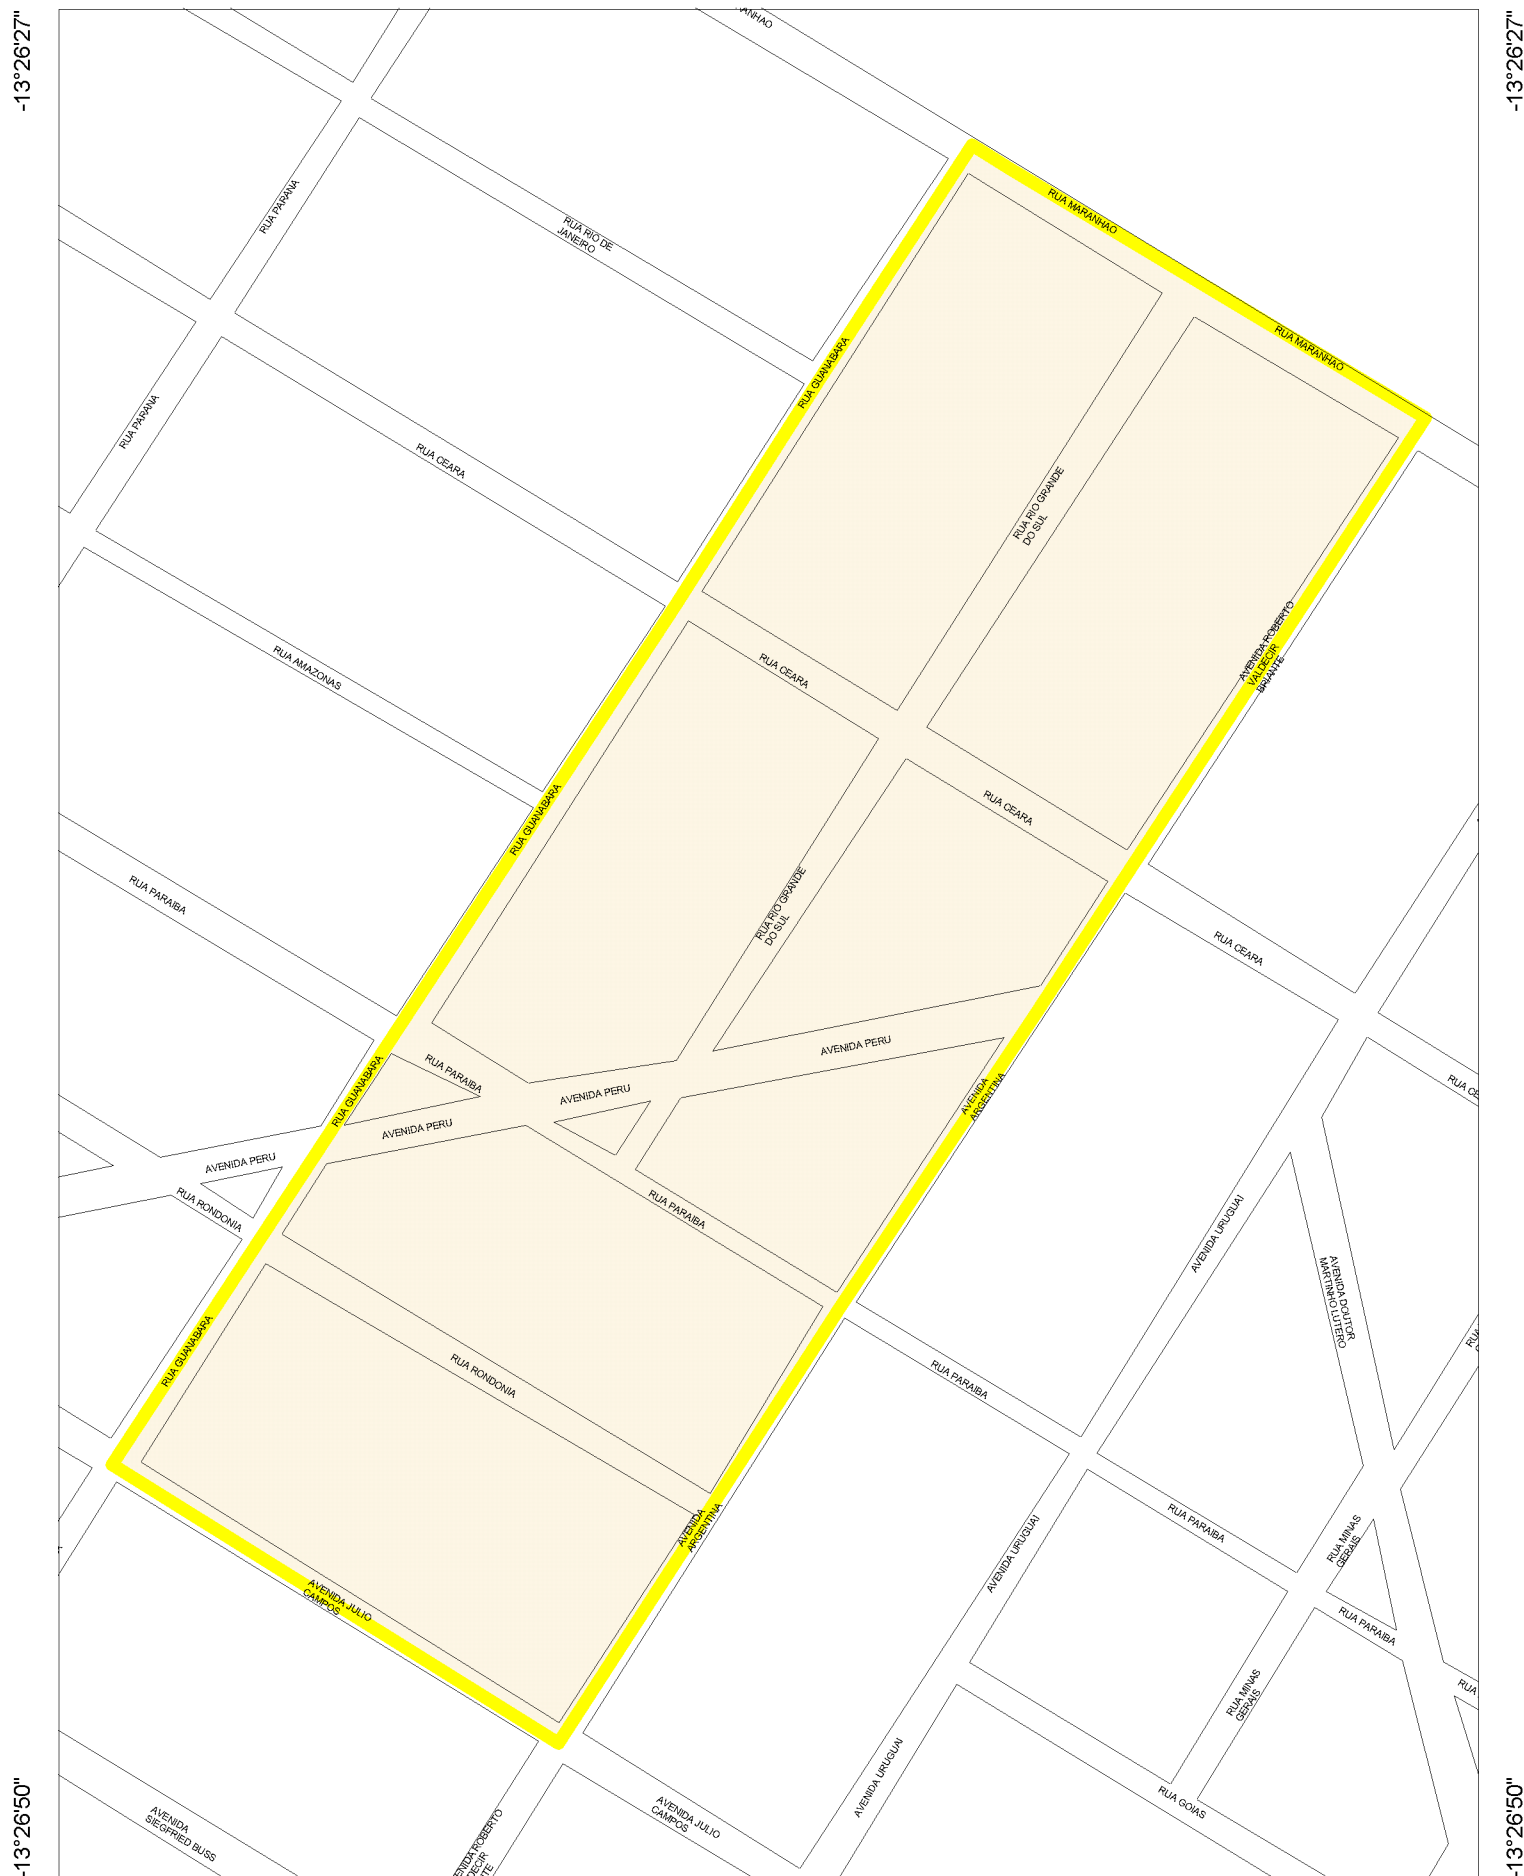 -13°26'27"
-13°26'27"
RUA PARANA
RUA RIO DE
JANEIRO
RUA MARANHAO
RUA MARANHAO
RUA GUANABARA
RUA PARANA
RUA CEARA
RUA RIO GRANDE
DO SUL
RUA AMAZONAS
RUA CEARA
AVENIDA ROBERTO
VALDECIR
BRIANTE
RUA GUANABARA
RUA CEARA
RUA PARAIBA
RUA RIO GRANDE
DO SUL
RUA CEARA
RUA GUANABARA
RUA PARAIBA
AVENIDA PERU
AVENIDA PERU
AVENIDA PERU
AVENIDA
ARGENTINA
AVENIDA PERU
RUA RONDONIA
RUA PARAIBA
AVENIDA URUGUAI
AVENIDA DOUTOR
MARTINHO LUTERO
RUA GUANABARA
RUA RONDONIA
RUA PARAIBA
AVENIDA
ARGENTINA
AVENIDA URUGUAI
RUA PARAIBA
RUA MINAS
GERAIS
AVENIDA JULIO
CAMPOS
RUA PARAIBA
RUA MINAS
GERAIS
RUA
AVENIDA URUGUAI
RUA GOIAS
AVENIDA JULIO
CAMPOS
AVENIDA
SIEGFRIED BUSS
ROBERTO
-13°26'50"
-13°26'50"